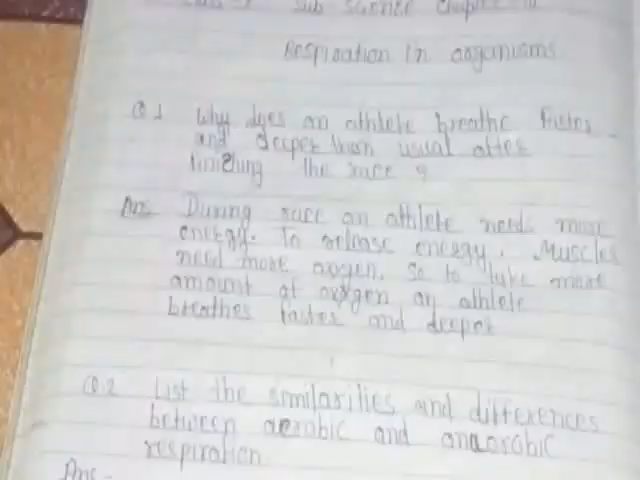 Sub Science Chapter
Respiration in organisms
Q 1 Why does an athlete breathe faster
and deeper than usual after
finishing the race ?
Ans During race an athlete needs more
energy. To release energy. Muscles
need more oxygen. So to take more
amount of oxygen an athlete
breathes faster and deeper
Q. 2 List the similarities and differences
between aerobic and anaorobic
respiration
Ans-